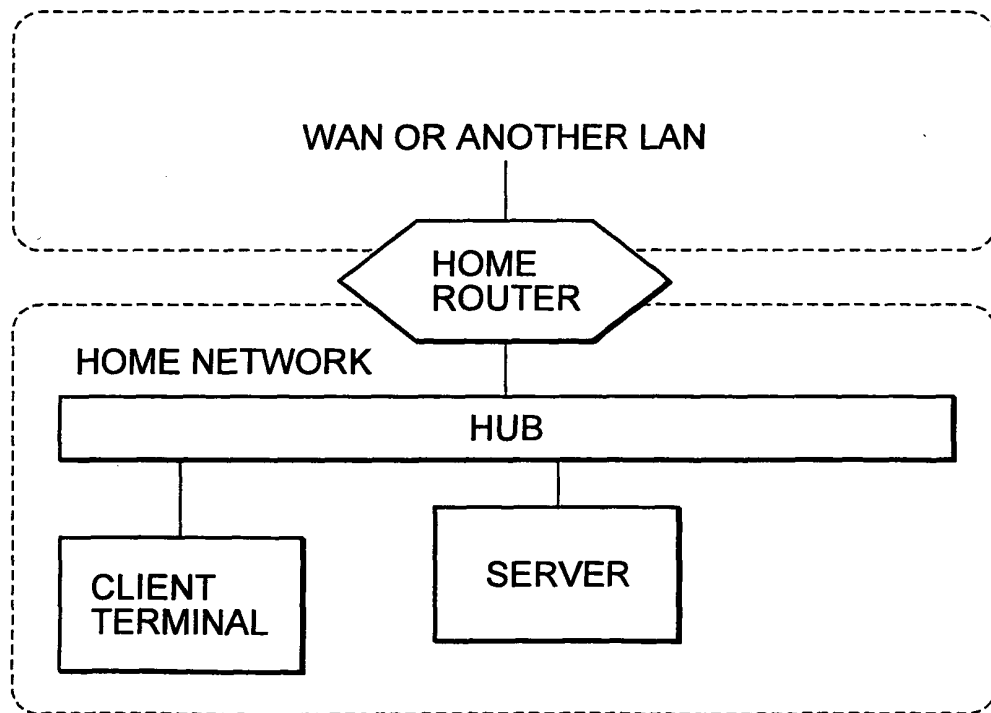 WAN OR ANOTHER LAN
HOME
ROUTER
HOME NETWORK
HUB
CLIENT
TERMINAL
SERVER